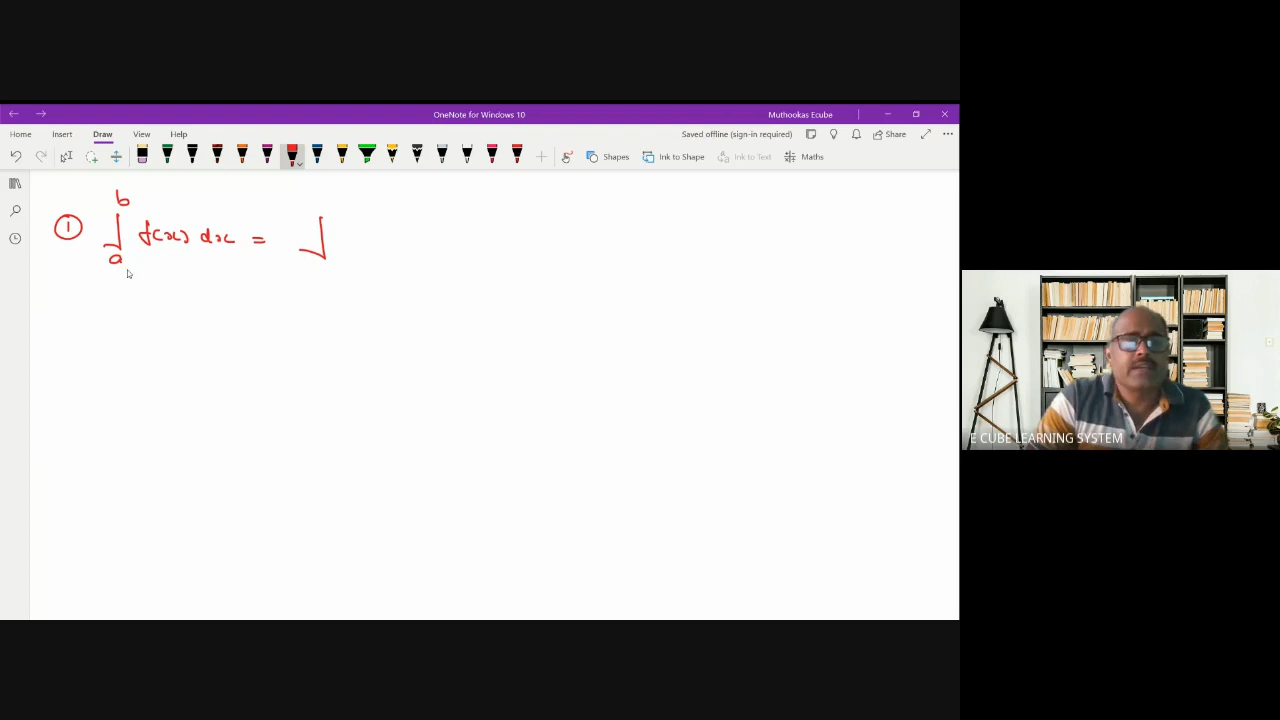 OneNote for Windows 10
Muthookas Ecube
Home Insert Draw View Help
Saved offline (sign-in required)
Share
Shapes
Ink to Shape
Ink to Text
Maths
b
① ∫ f(x) dx = ∫
a
E CUBE LEARNING SYSTEM